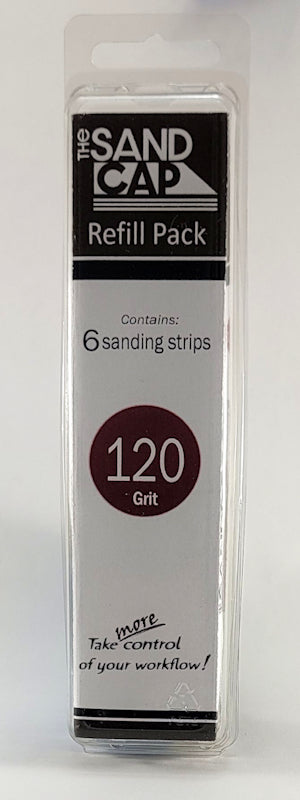 THE SAND
CAP
Refill Pack
Contains:
6 sanding strips
120
Grit
more
Take control
of your workflow!